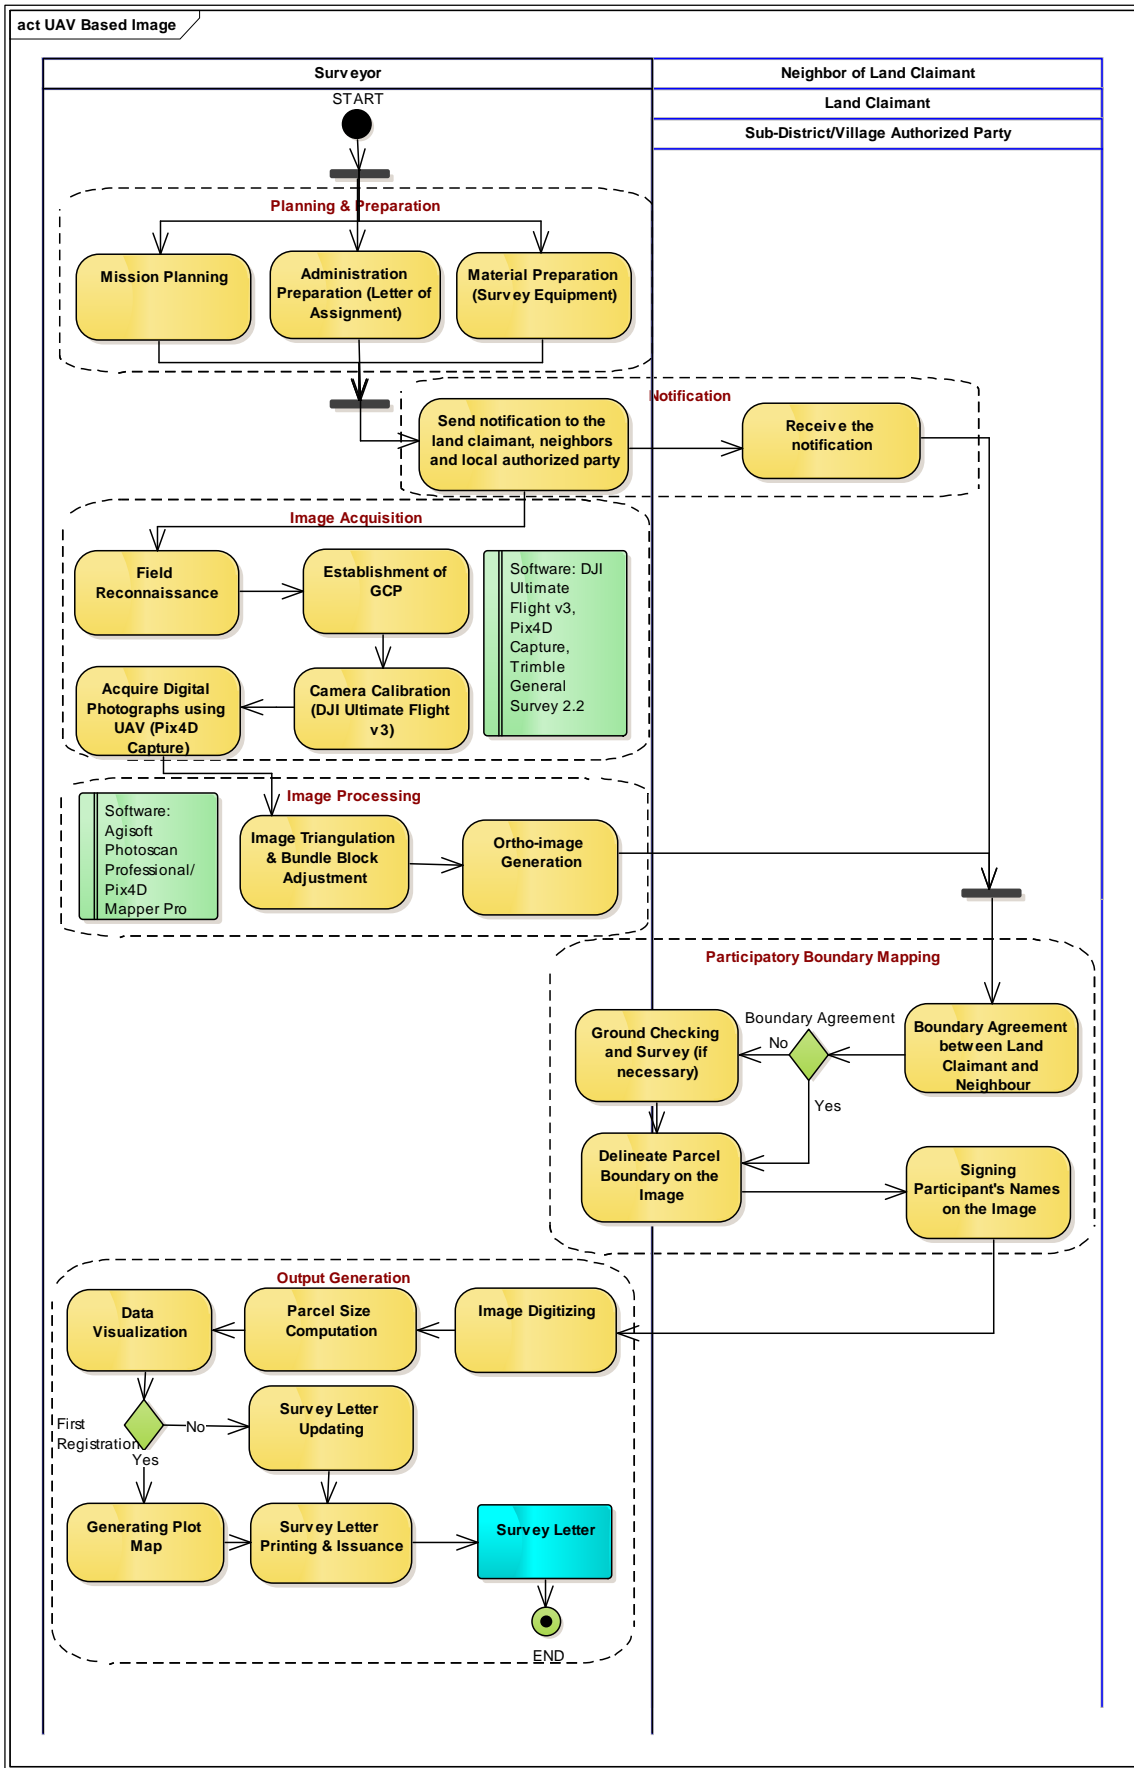 act UAV Based Image
Surveyor
Neighbor of Land Claimant
Land Claimant
Sub-District/Village Authorized Party
START
Planning & Preparation
Mission Planning
Administration
Preparation (Letter of
Assignment)
Material Preparation
(Survey Equipment)
Notification
Send notification to the
land claimant, neighbors
and local authorized party
Receive the
notification
Image Acquisition
Field
Reconnaissance
Establishment of
GCP
Software: DJI
Ultimate
Flight v3,
Pix4D
Capture,
Trimble
General
Survey 2.2
Acquire Digital
Photographs using
UAV (Pix4D
Capture)
Camera Calibration
(DJI Ultimate Flight
v3)
Image Processing
Software:
Agisoft
Photoscan
Professional/
Pix4D
Mapper Pro
Image Triangulation
& Bundle Block
Adjustment
Ortho-image
Generation
Participatory Boundary Mapping
Ground Checking
and Survey (if
necessary)
Boundary Agreement
No
Yes
Boundary Agreement
between Land
Claimant and
Neighbour
Delineate Parcel
Boundary on the
Image
Signing
Participant's Names
on the Image
Output Generation
Data
Visualization
Parcel Size
Computation
Image Digitizing
First
Registration
No
Yes
Survey Letter
Updating
Generating Plot
Map
Survey Letter
Printing & Issuance
Survey Letter
END